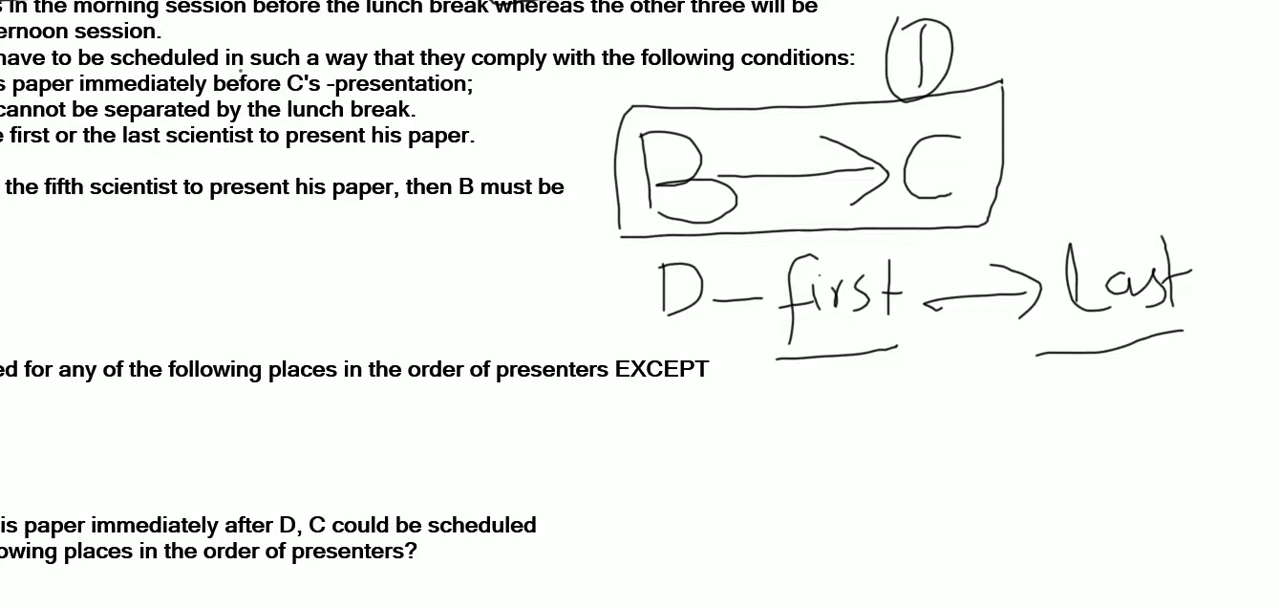 s in the morning session before the lunch break whereas the other three will be
ernoon session.
have to be scheduled in such a way that they comply with the following conditions:
s paper immediately before C's -presentation;
cannot be separated by the lunch break.
e first or the last scientist to present his paper.
the fifth scientist to present his paper, then B must be
B → C
D - first ↔ Last
ed for any of the following places in the order of presenters EXCEPT
is paper immediately after D, C could be scheduled
owing places in the order of presenters?